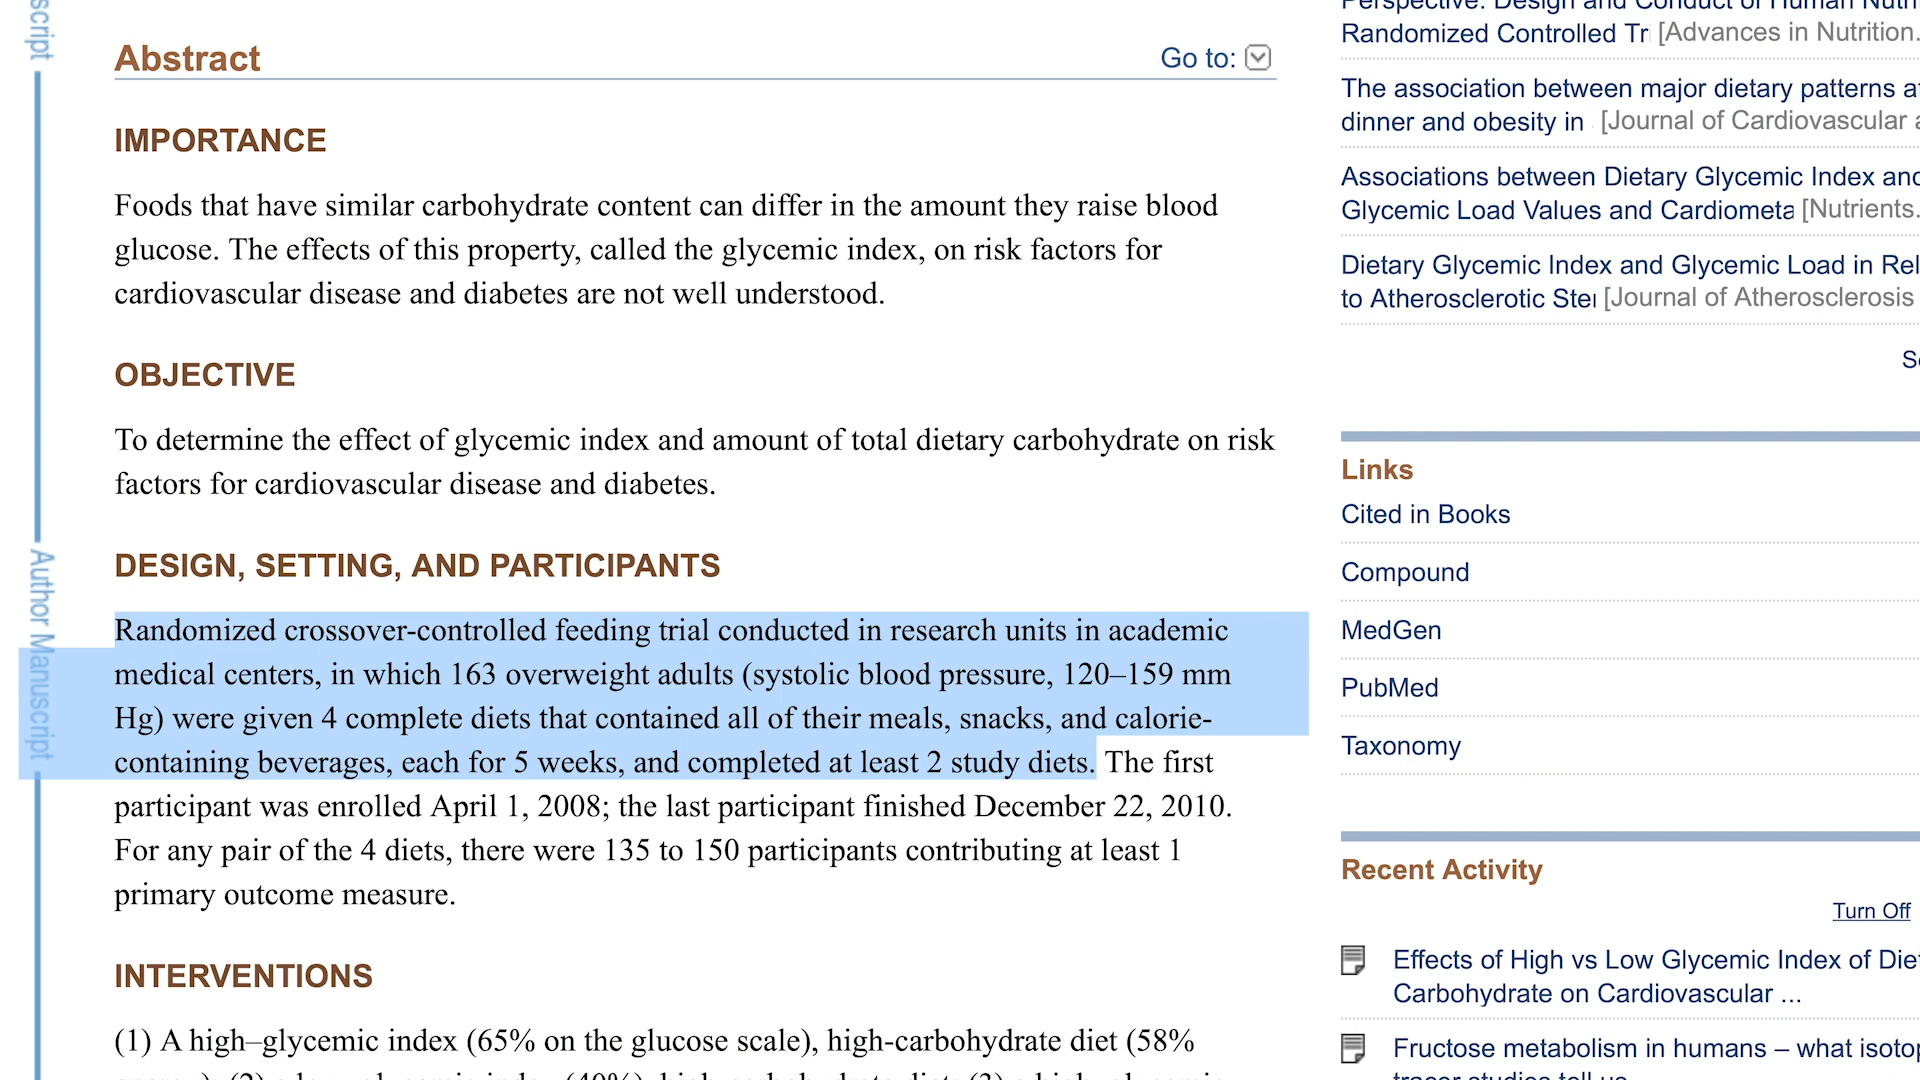 script
Abstract
Go to:
IMPORTANCE
Foods that have similar carbohydrate content can differ in the amount they raise blood
glucose. The effects of this property, called the glycemic index, on risk factors for
cardiovascular disease and diabetes are not well understood.
OBJECTIVE
To determine the effect of glycemic index and amount of total dietary carbohydrate on risk
factors for cardiovascular disease and diabetes.
DESIGN, SETTING, AND PARTICIPANTS
Randomized crossover-controlled feeding trial conducted in research units in academic
medical centers, in which 163 overweight adults (systolic blood pressure, 120–159 mm
Hg) were given 4 complete diets that contained all of their meals, snacks, and calorie-
containing beverages, each for 5 weeks, and completed at least 2 study diets. The first
participant was enrolled April 1, 2008; the last participant finished December 22, 2010.
For any pair of the 4 diets, there were 135 to 150 participants contributing at least 1
primary outcome measure.
INTERVENTIONS
(1) A high–glycemic index (65% on the glucose scale), high-carbohydrate diet (58%
Author Manuscript
Perspective: Design and Conduct of Human
Randomized Controlled Tr [Advances in Nutrition.
The association between major dietary patterns
dinner and obesity in [Journal of Cardiovascular
Associations between Dietary Glycemic Index
Glycemic Load Values and Cardiometa [Nutrients.
Dietary Glycemic Index and Glycemic Load in
to Atherosclerotic Ste [Journal of Atherosclerosis
Links
Cited in Books
Compound
MedGen
PubMed
Taxonomy
Recent Activity
Turn Off
Effects of High vs Low Glycemic Index of
Carbohydrate on Cardiovascular ...
Fructose metabolism in humans – what